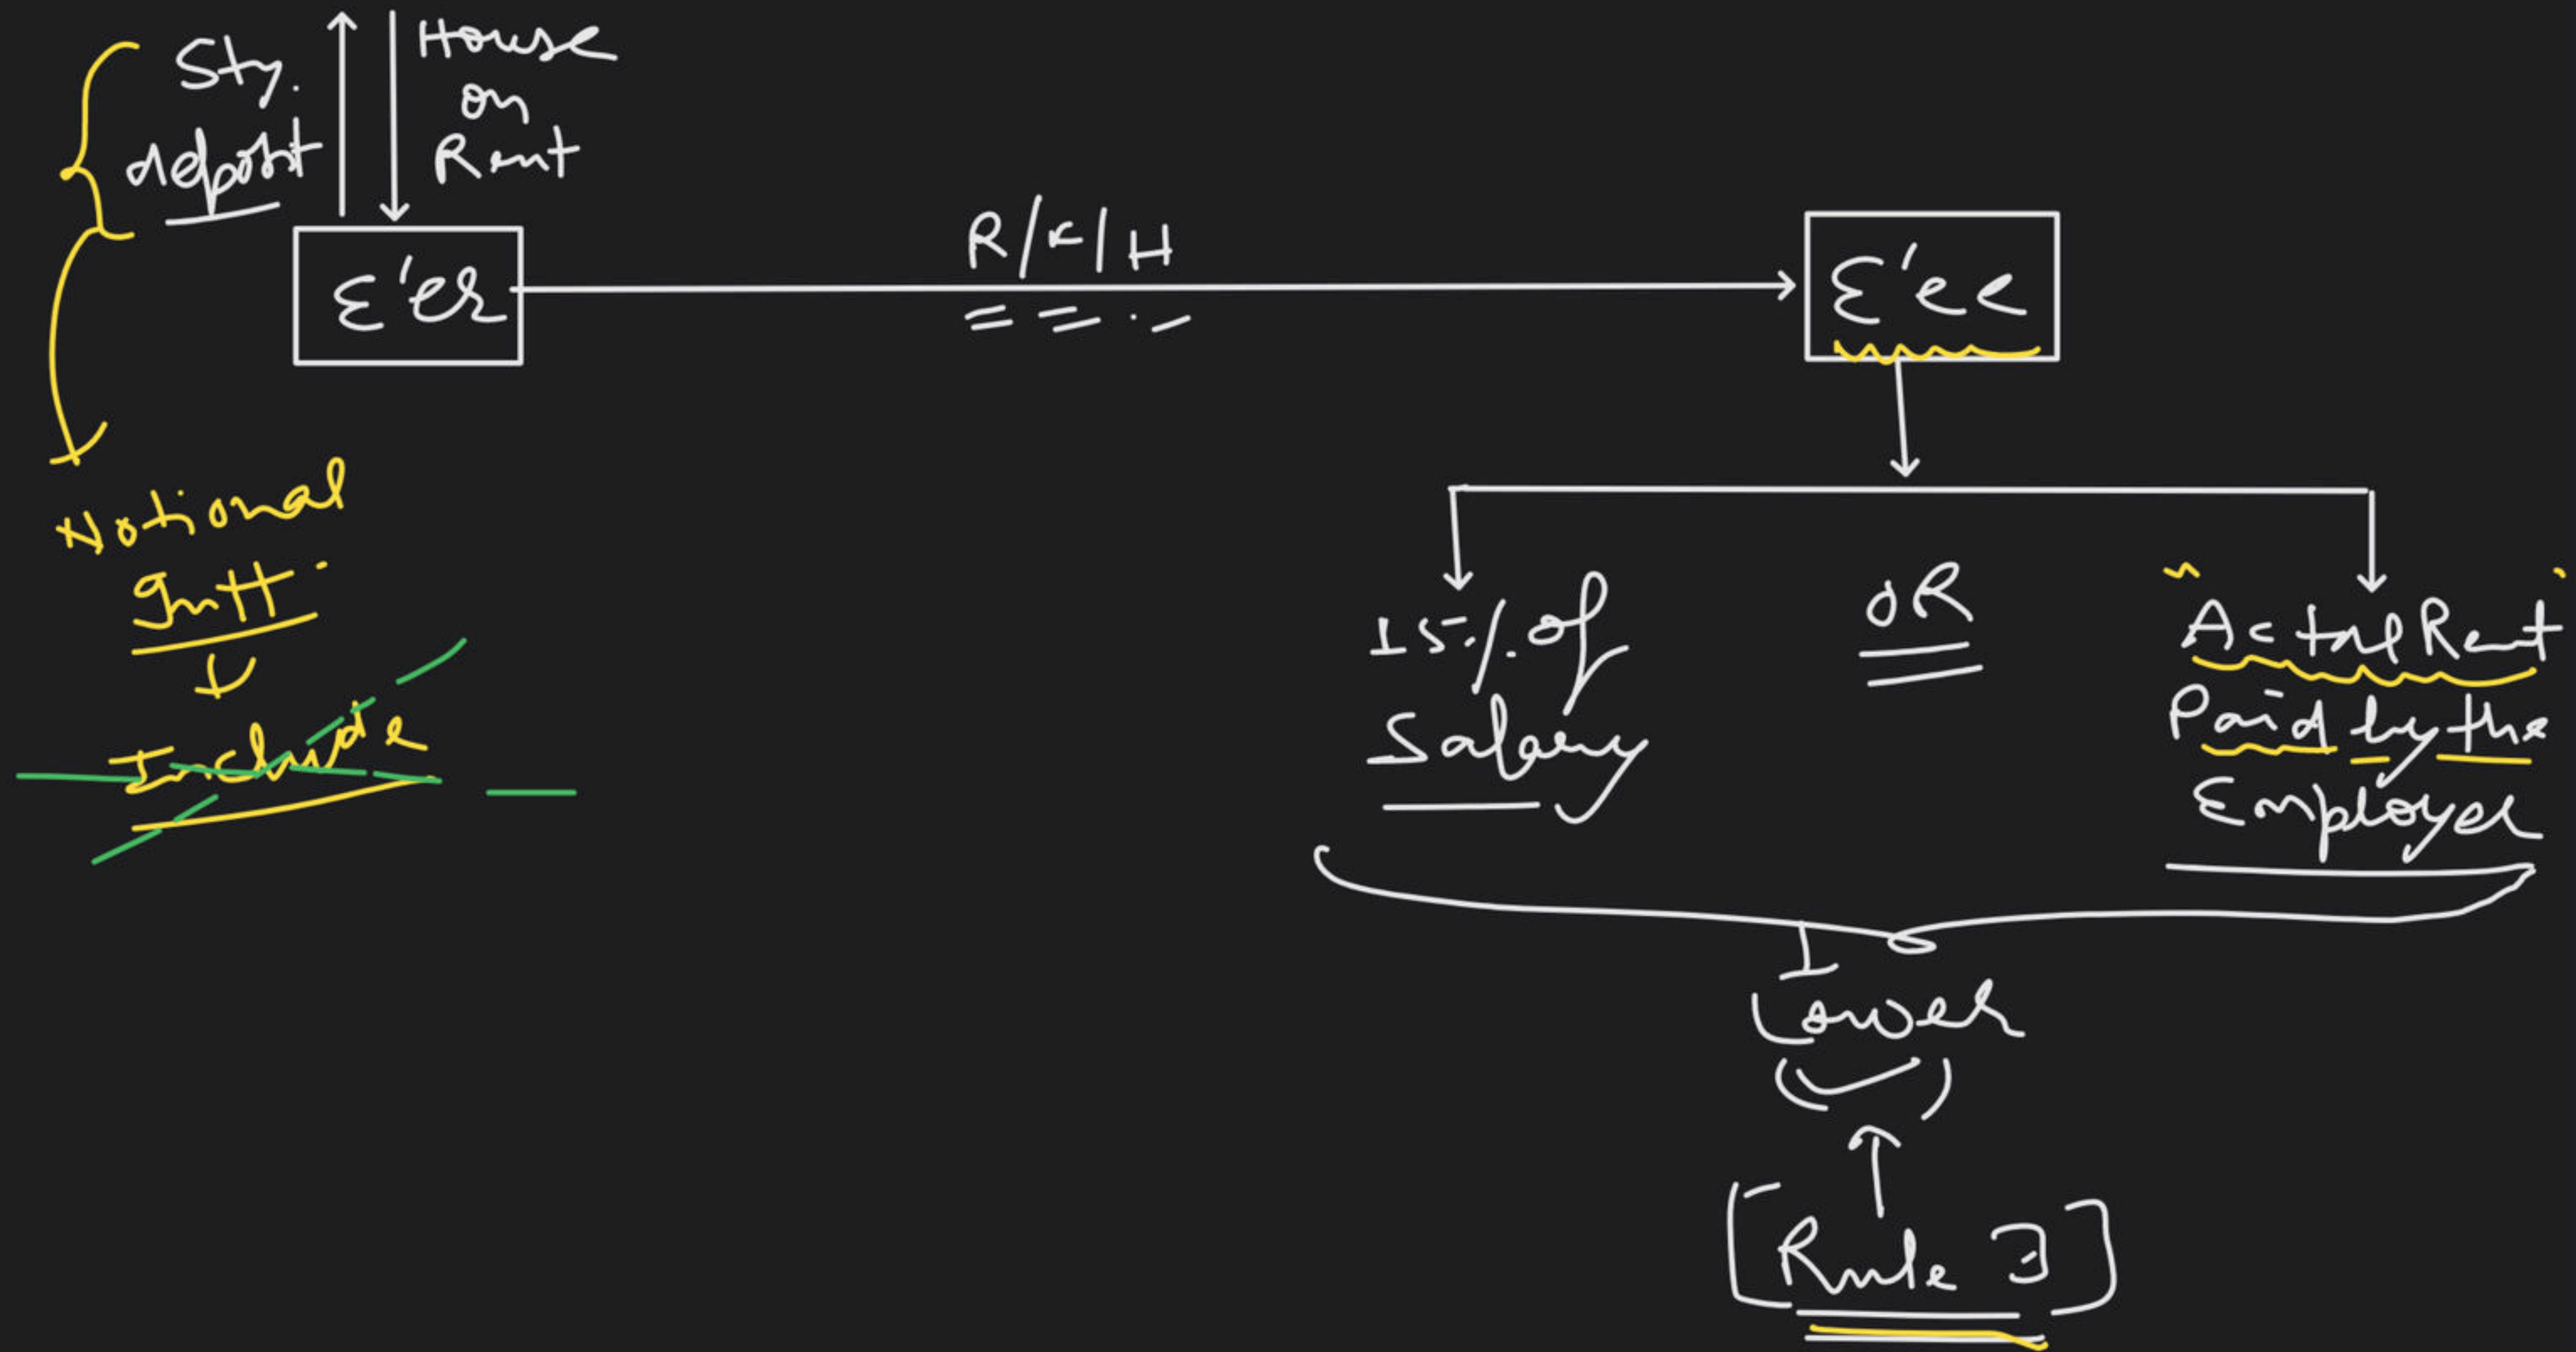 Sty.
deposit
House
on
Rent
E'er
R/F/H
E'ee
Notional
Intt.
Include
15% of
Salary
OR
"Actual Rent"
Paid by the
Employer
Lower
[Rule 3]